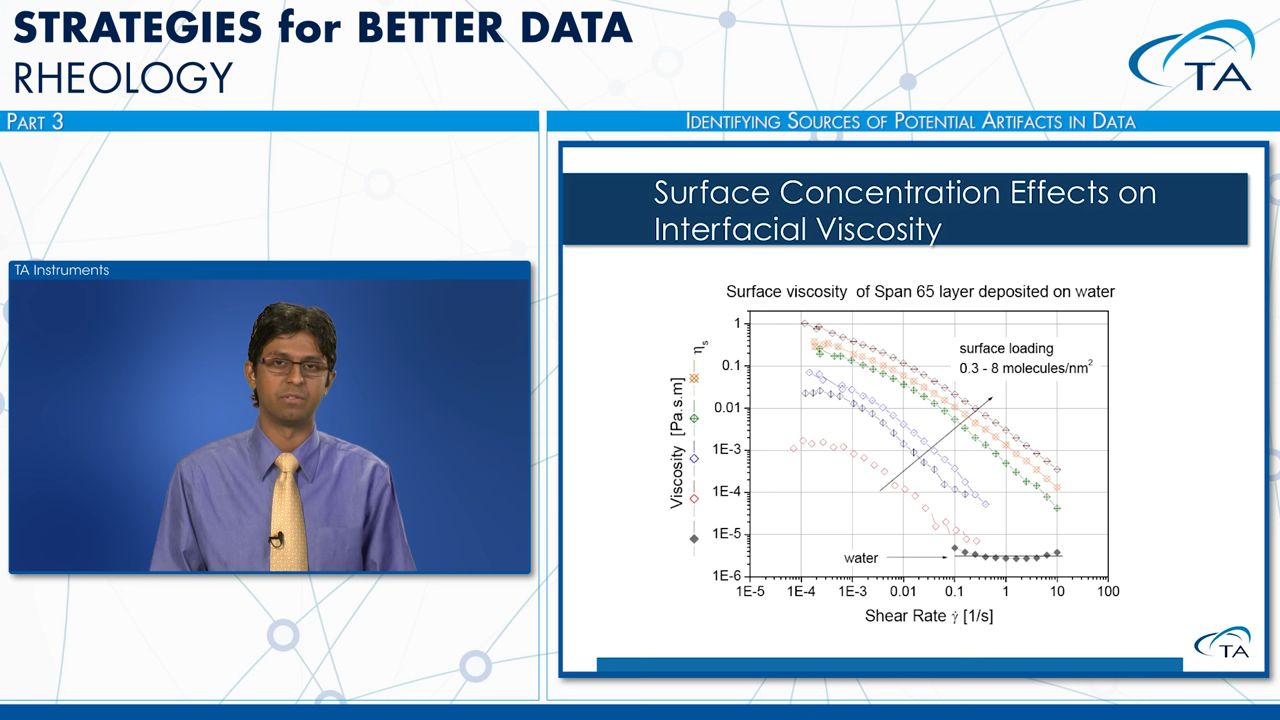 STRATEGIES for BETTER DATA
RHEOLOGY
TA
PART 3
IDENTIFYING SOURCES OF POTENTIAL ARTIFACTS IN DATA
TA Instruments
Surface Concentration Effects on
Interfacial Viscosity
Surface viscosity of Span 65 layer deposited on water
surface loading
0.3 - 8 molecules/nm²
water
Viscosity [Pa.s.m] ηs
1
0.1
0.01
1E-3
1E-4
1E-5
1E-6
1E-5 1E-4 1E-3 0.01 0.1 1 10 100
Shear Rate γ̇ [1/s]
TA